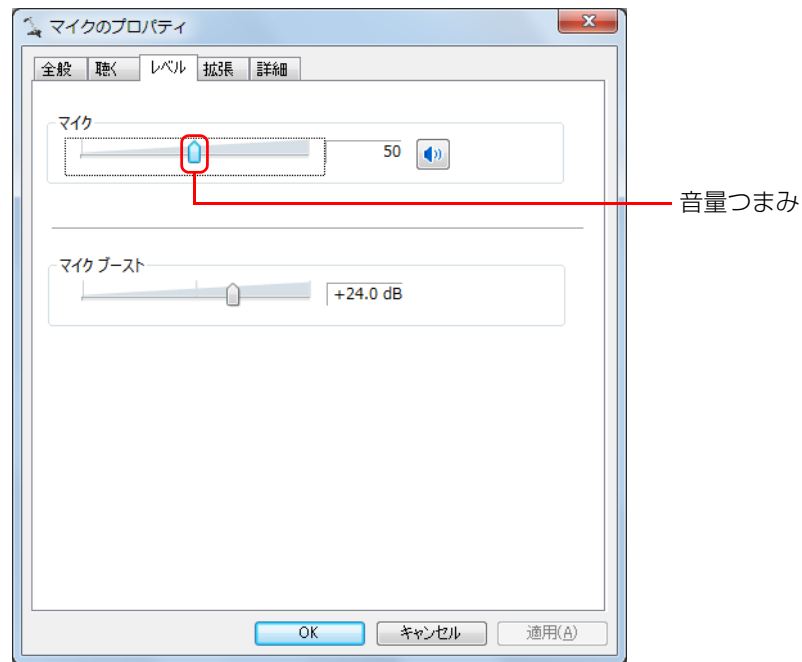 マイクのプロパティ
全般 聴く レベル 拡張 詳細
マイク
50
音量つまみ
マイク ブースト
+24.0 dB
OK キャンセル 適用(A)